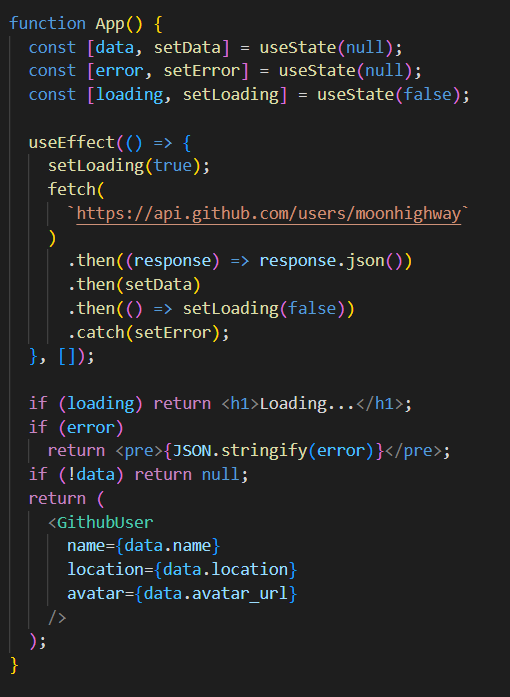 function App() {
  const [data, setData] = useState(null);
  const [error, setError] = useState(null);
  const [loading, setLoading] = useState(false);

  useEffect(() => {
    setLoading(true);
    fetch(
      `https://api.github.com/users/moonhighway`
    )
      .then((response) => response.json())
      .then(setData)
      .then(() => setLoading(false))
      .catch(setError);
  }, []);

  if (loading) return <h1>Loading...</h1>;
  if (error)
    return <pre>{JSON.stringify(error)}</pre>;
  if (!data) return null;
  return (
    <GithubUser
      name={data.name}
      location={data.location}
      avatar={data.avatar_url}
    />
  );
}